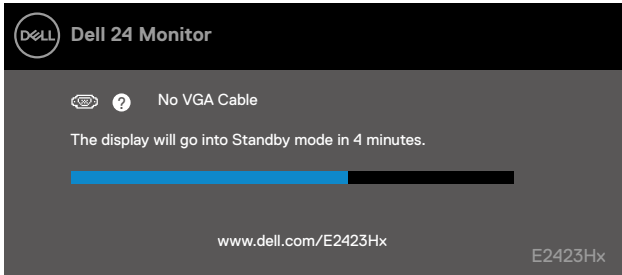 DELL
Dell 24 Monitor
? No VGA Cable
The display will go into Standby mode in 4 minutes.
www.dell.com/E2423Hx
E2423Hx